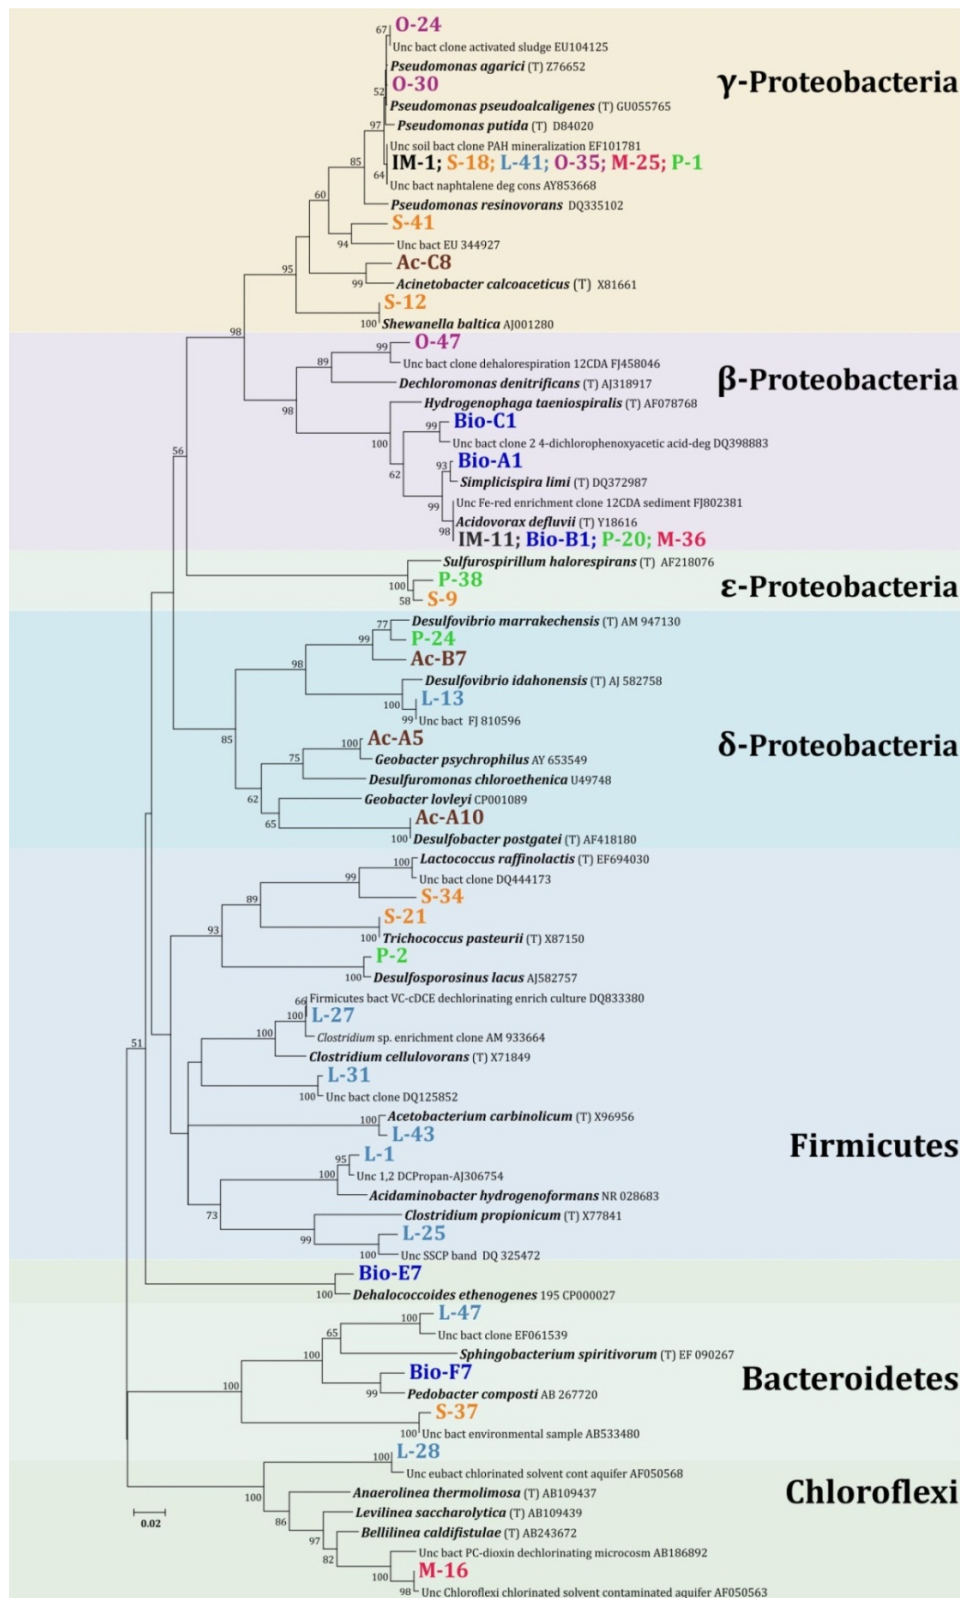 67
O-24
Unc bact clone activated sludge EU104125
Pseudomonas agarici (T) Z76652
γ-Proteobacteria
O-30
52
Pseudomonas pseudoalcaligenes (T) GU055765
97
Pseudomonas putida (T) D84020
Unc soil bact clone PAH mineralization EF101781
85
IM-1; S-18; L-41; O-35; M-25; P-1
64
Unc bact naphtalene deg cons AY853668
60
Pseudomonas resinovorans DQ335102
S-41
94
Unc bact EU 344927
95
Ac-C8
99
Acinetobacter calcoaceticus (T) X81661
S-12
100
Shewanella baltica AJ001280
98
O-47
99
89
Unc bact clone dehalorespiration 12CDA FJ458046
β-Proteobacteria
Dechloromonas denitrificans (T) AJ318917
98
Hydrogenophaga taeniospiralis (T) AF078768
99
Bio-C1
100
Unc bact clone 2 4-dichlorophenoxyacetic acid-deg DQ398883
56
Bio-A1
93
62
Simplicispira limi (T) DQ372987
99
Unc Fe-red enrichment clone 12CDA sediment FJ802381
Acidovorax defluvii (T) Y18616
98
IM-11; Bio-B1; P-20; M-36
Sulfurospirillum halorespirans (T) AF218076
100
P-38
ε-Proteobacteria
58
S-9
77
Desulfovibrio marrakechensis (T) AM 947130
99
P-24
98
Ac-B7
Desulfovibrio idahonensis (T) AJ 582758
100
L-13
99
Unc bact FJ 810596
85
100
Ac-A5
δ-Proteobacteria
75
Geobacter psychrophilus AY 653549
Desulfuromonas chloroethenica U49748
62
Geobacter lovleyi CP001089
65
Ac-A10
100
Desulfobacter postgatei (T) AF418180
100
Lactococcus raffinolactis (T) EF694030
99
Unc bact clone DQ444173
89
S-34
93
S-21
100
Trichococcus pasteurii (T) X87150
P-2
100
Desulfosporosinus lacus AJ582757
66
Firmicutes bact VC-cDCE dechlorinating enrich culture DQ833380
100
L-27
100
Clostridium sp. enrichment clone AM 933664
51
Clostridium cellulovorans (T) X71849
L-31
100
Unc bact clone DQ125852
100
Acetobacterium carbinolicum (T) X96956
L-43
Firmicutes
95
L-1
100
Unc 1,2 DCPropan-AJ306754
Acidaminobacter hydrogenoformans NR 028683
73
Clostridium propionicum (T) X77841
99
L-25
100
Unc SSCP band DQ 325472
Bio-E7
100
Dehalococcoides ethenogenes 195 CP000027
100
L-47
65
Unc bact clone EF061539
100
Sphingobacterium spiritivorum (T) EF 090267
Bio-F7
Bacteroidetes
100
99
Pedobacter composti AB 267720
S-37
100
Unc bact environmental sample AB533480
100
L-28
Unc eubact chlorinated solvent cont aquifer AF050568
100
Anaerolinea thermolimosa (T) AB109437
Chloroflexi
86
Levilinea saccharolytica (T) AB109439
0.02
97
Bellilinea caldifistulae (T) AB243672
82
Unc bact PC-dioxin dechlorinating microcosm AB186892
100
M-16
98
Unc Chloroflexi chlorinated solvent contaminated aquifer AF050563